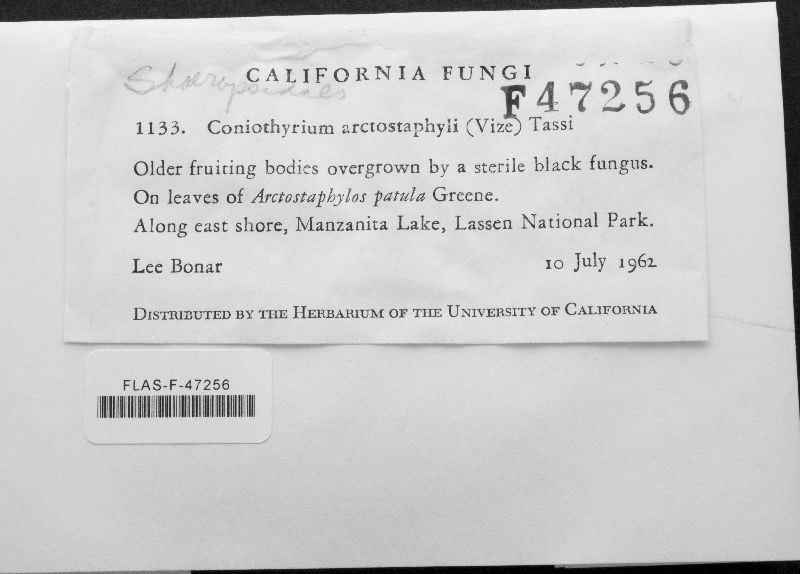 Sphaeropsidales
CALIFORNIA FUNGI
F47256
1133. Coniothyrium arctostaphyli (Vize) Tassi
Older fruiting bodies overgrown by a sterile black fungus.
On leaves of Arctostaphylos patula Greene.
Along east shore, Manzanita Lake, Lassen National Park.
Lee Bonar 10 July 1962
DISTRIBUTED BY THE HERBARIUM OF THE UNIVERSITY OF CALIFORNIA
FLAS-F-47256